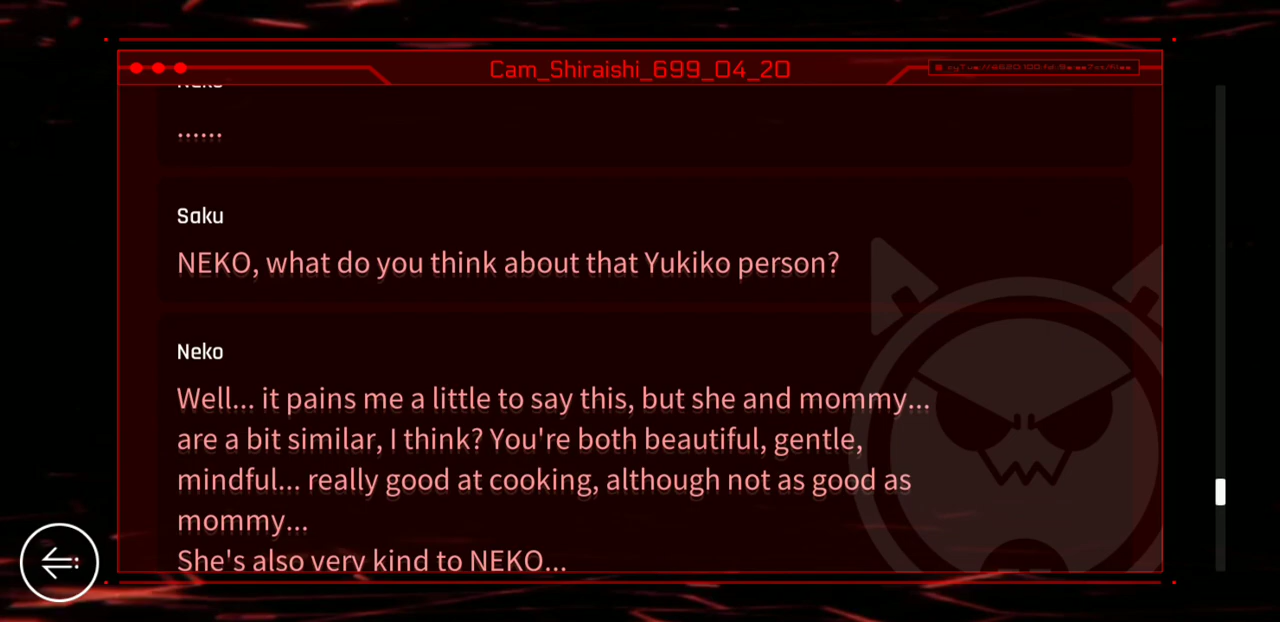 Cam_Shiraishi_699_04_20
Neko
......
Saku
NEKO, what do you think about that Yukiko person?
Neko
Well... it pains me a little to say this, but she and mommy...
are a bit similar, I think? You're both beautiful, gentle,
mindful... really good at cooking, although not as good as
mommy...
She's also very kind to NEKO...